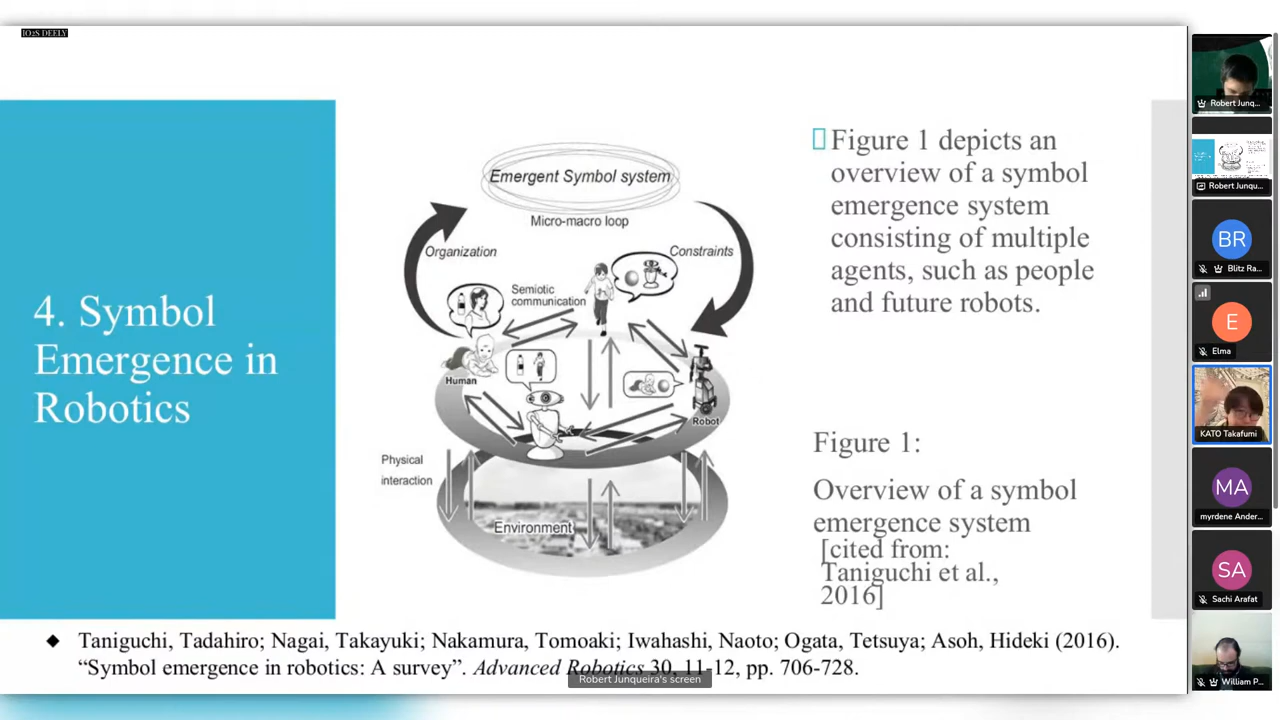 IO2S DEELY
4. Symbol
Emergence in
Robotics
Emergent Symbol system
Micro-macro loop
Organization
Constraints
Semiotic
communication
Human
Robot
Physical
interaction
Environment
Figure 1 depicts an
overview of a symbol
emergence system
consisting of multiple
agents, such as people
and future robots.
Figure 1:
Overview of a symbol
emergence system
[cited from:
Taniguchi et al.,
2016]
◆ Taniguchi, Tadahiro; Nagai, Takayuki; Nakamura, Tomoaki; Iwahashi, Naoto; Ogata, Tetsuya; Asoh, Hideki (2016).
“Symbol emergence in robotics: A survey”. Advanced Robotics 30, 11-12, pp. 706-728.
Robert Junqueira's screen
Robert Junq...
Robert Junqu...
BR
Blitz Ra...
E
Elma
KATO Takafumi
MA
myrdene Ander...
SA
Sachi Arafat
William P...